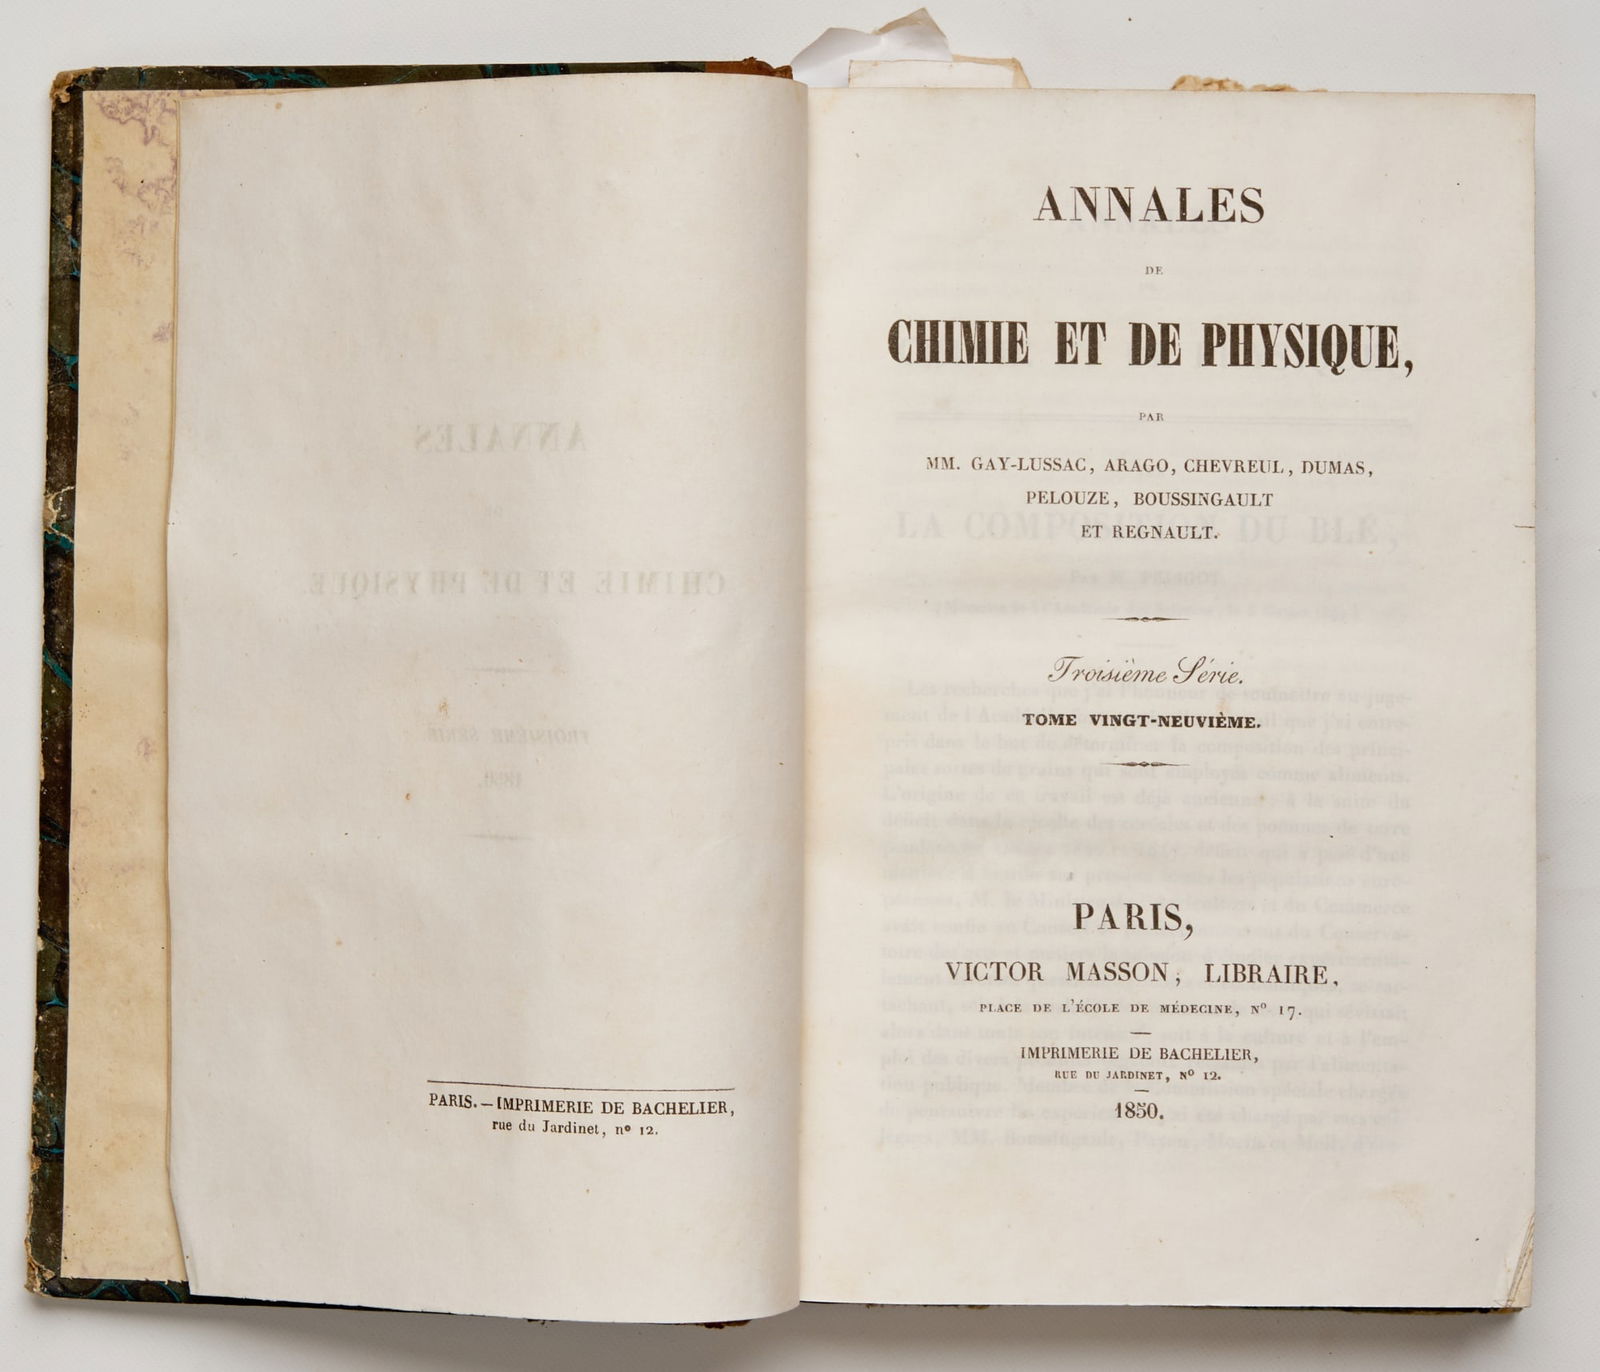 PARIS. — IMPRIMERIE DE BACHELIER,
rue du Jardinet, nº 12.
ANNALES
DE
CHIMIE ET DE PHYSIQUE,
PAR
MM. GAY-LUSSAC, ARAGO, CHEVREUL, DUMAS,
PELOUZE, BOUSSINGAULT
ET REGNAULT.
Troisième Série.
TOME VINGT-NEUVIÈME.
PARIS,
VICTOR MASSON, LIBRAIRE,
PLACE DE L'ÉCOLE DE MÉDECINE, Nº 17.
IMPRIMERIE DE BACHELIER,
RUE DU JARDINET, Nº 12.
1850.